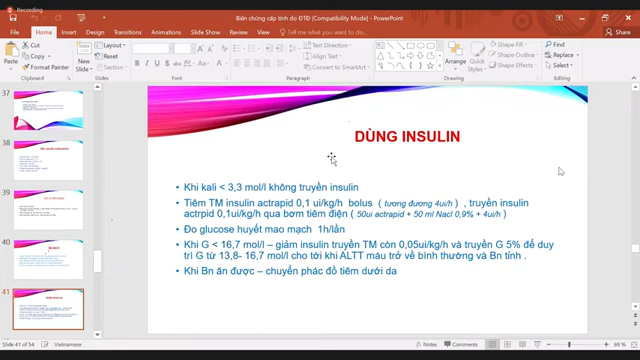 Recording
Biến chứng cấp tính do ĐTĐ [Compatibility Mode] - PowerPoint
Home
Insert
Design
Transitions
Animations
Slide Show
Review
View
Tell me what you want to do...
Cut
Copy
Format Painter
Paste
Clipboard
New Slide
Layout
Reset
Section
Slides
Font
Paragraph
Text Direction
Align Text
Convert to SmartArt
Arrange
Quick Styles
Drawing
Shape Fill
Shape Outline
Shape Effects
Find
Replace
Select
Editing
37
38
39
40
41
DÙNG INSULIN
Khi kali < 3,3 mol/l không truyền insulin
Tiêm TM insulin actrapid 0,1 ui/kg/h bolus ( tương đương 4ui/h ) , truyền insulin
actrpid 0,1ui/kg/h qua bơm tiêm điện ( 50ui actrapid + 50 ml Nacl 0,9% + 4ui/h )
Đo glucose huyết mao mạch 1h/lần
Khi G < 16,7 mol/l – giảm insulin truyền TM còn 0,05ui/kg/h và truyền G 5% để duy
trì G từ 13,8- 16,7 mol/l cho tới khi ALTT máu trở về bình thường và Bn tỉnh .
Khi Bn ăn được – chuyển phác đồ tiêm dưới da
Slide 41 of 54
Vietnamese
Notes
Comments
69 %